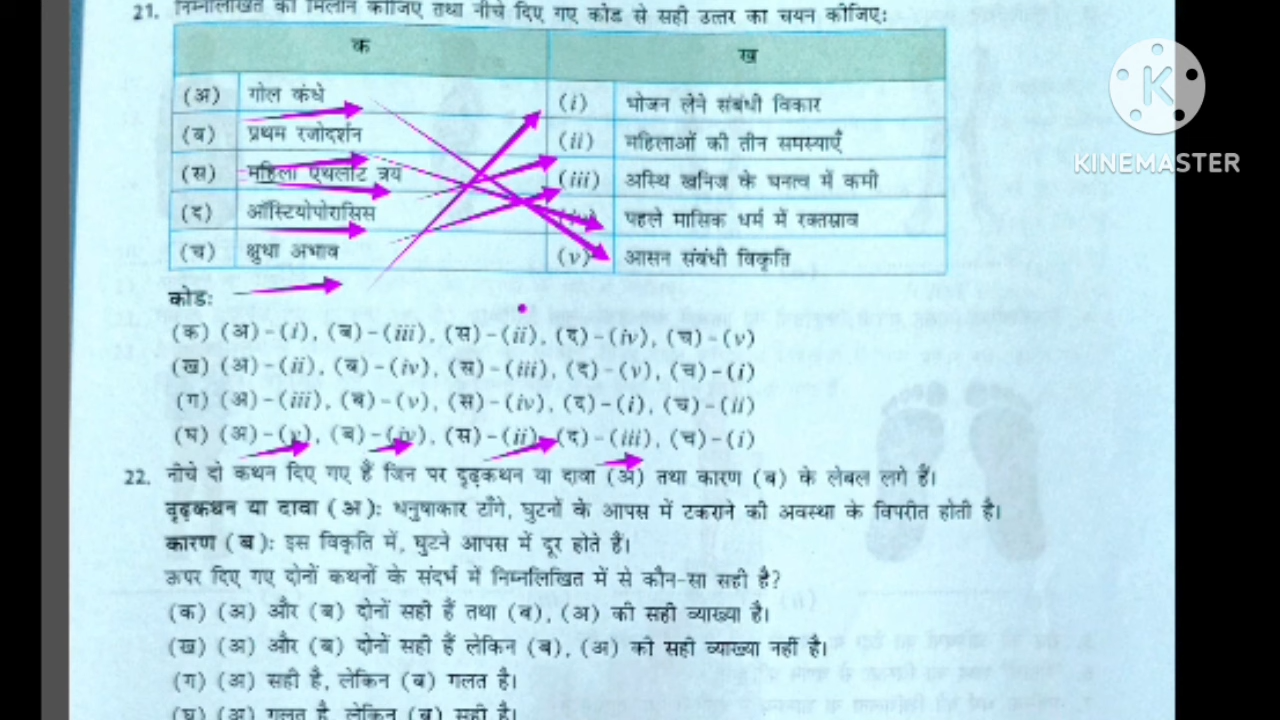 21. निम्नलिखित का मिलान कीजिए तथा नीचे दिए गए कोड से सही उत्तर का चयन कीजिए:
क ख
(अ) गोल कंधे (i) भोजन लेने संबंधी विकार
(ब) प्रथम रजोदर्शन (ii) महिलाओं की तीन समस्याएँ
(स) महिला एथलीट त्रय (iii) अस्थि खनिज के घनत्व में कमी
(द) ऑस्टियोपोरासिस (iv) पहले मासिक धर्म में रक्तस्राव
(च) क्षुधा अभाव (v) आसन संबंधी विकृति
कोड:
(क) (अ)-(i), (ब)-(iii), (स)-(ii), (द)-(iv), (च)-(v)
(ख) (अ)-(ii), (ब)-(iv), (स)-(iii), (द)-(v), (च)-(i)
(ग) (अ)-(iii), (ब)-(v), (स)-(iv), (द)-(i), (च)-(ii)
(घ) (अ)-(v), (ब)-(iv), (स)-(ii), (द)-(iii), (च)-(i)
22. नीचे दो कथन दिए गए हैं जिन पर दृढ़कथन या दावा (अ) तथा कारण (ब) के लेबल लगे हैं।
दृढ़कथन या दावा (अ): धनुषाकार टाँगे, घुटनों के आपस में टकराने की अवस्था के विपरीत होती है।
कारण (ब): इस विकृति में, घुटने आपस में दूर होते हैं।
ऊपर दिए गए दोनों कथनों के संदर्भ में निम्नलिखित में से कौन-सा सही है?
(क) (अ) और (ब) दोनों सही हैं तथा (ब), (अ) की सही व्याख्या है।
(ख) (अ) और (ब) दोनों सही हैं लेकिन (ब), (अ) की सही व्याख्या नहीं है।
(ग) (अ) सही है, लेकिन (ब) गलत है।
(घ) (अ) गलत है, लेकिन (ब) सही है।
K
KINEMASTER